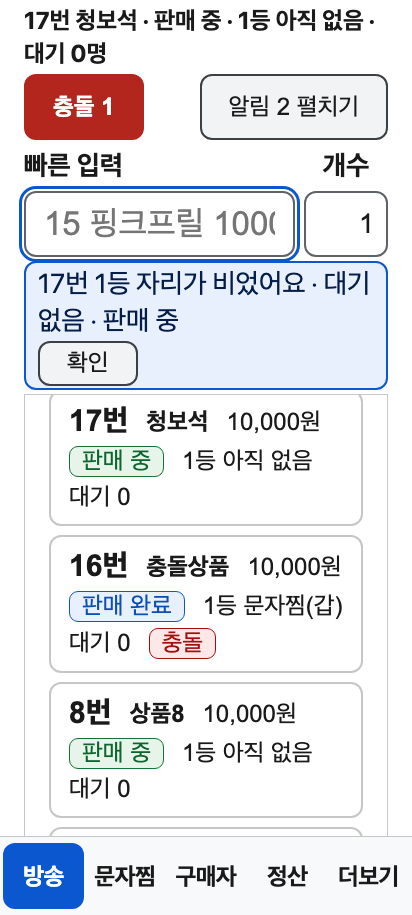 17번 청보석 · 판매 중 · 1등 아직 없음 ·
대기 0명
충돌 1
알림 2 펼치기
빠른 입력
개수
15 핑크프릴 100
1
17번 1등 자리가 비었어요 · 대기
없음 · 판매 중
확인
17번 청보석 10,000원
판매 중 1등 아직 없음
대기 0
16번 충돌상품 10,000원
판매 완료 1등 문자찜(갑)
대기 0 충돌
8번 상품8 10,000원
판매 중 1등 아직 없음
대기 0
방송 문자찜 구매자 정산 더보기